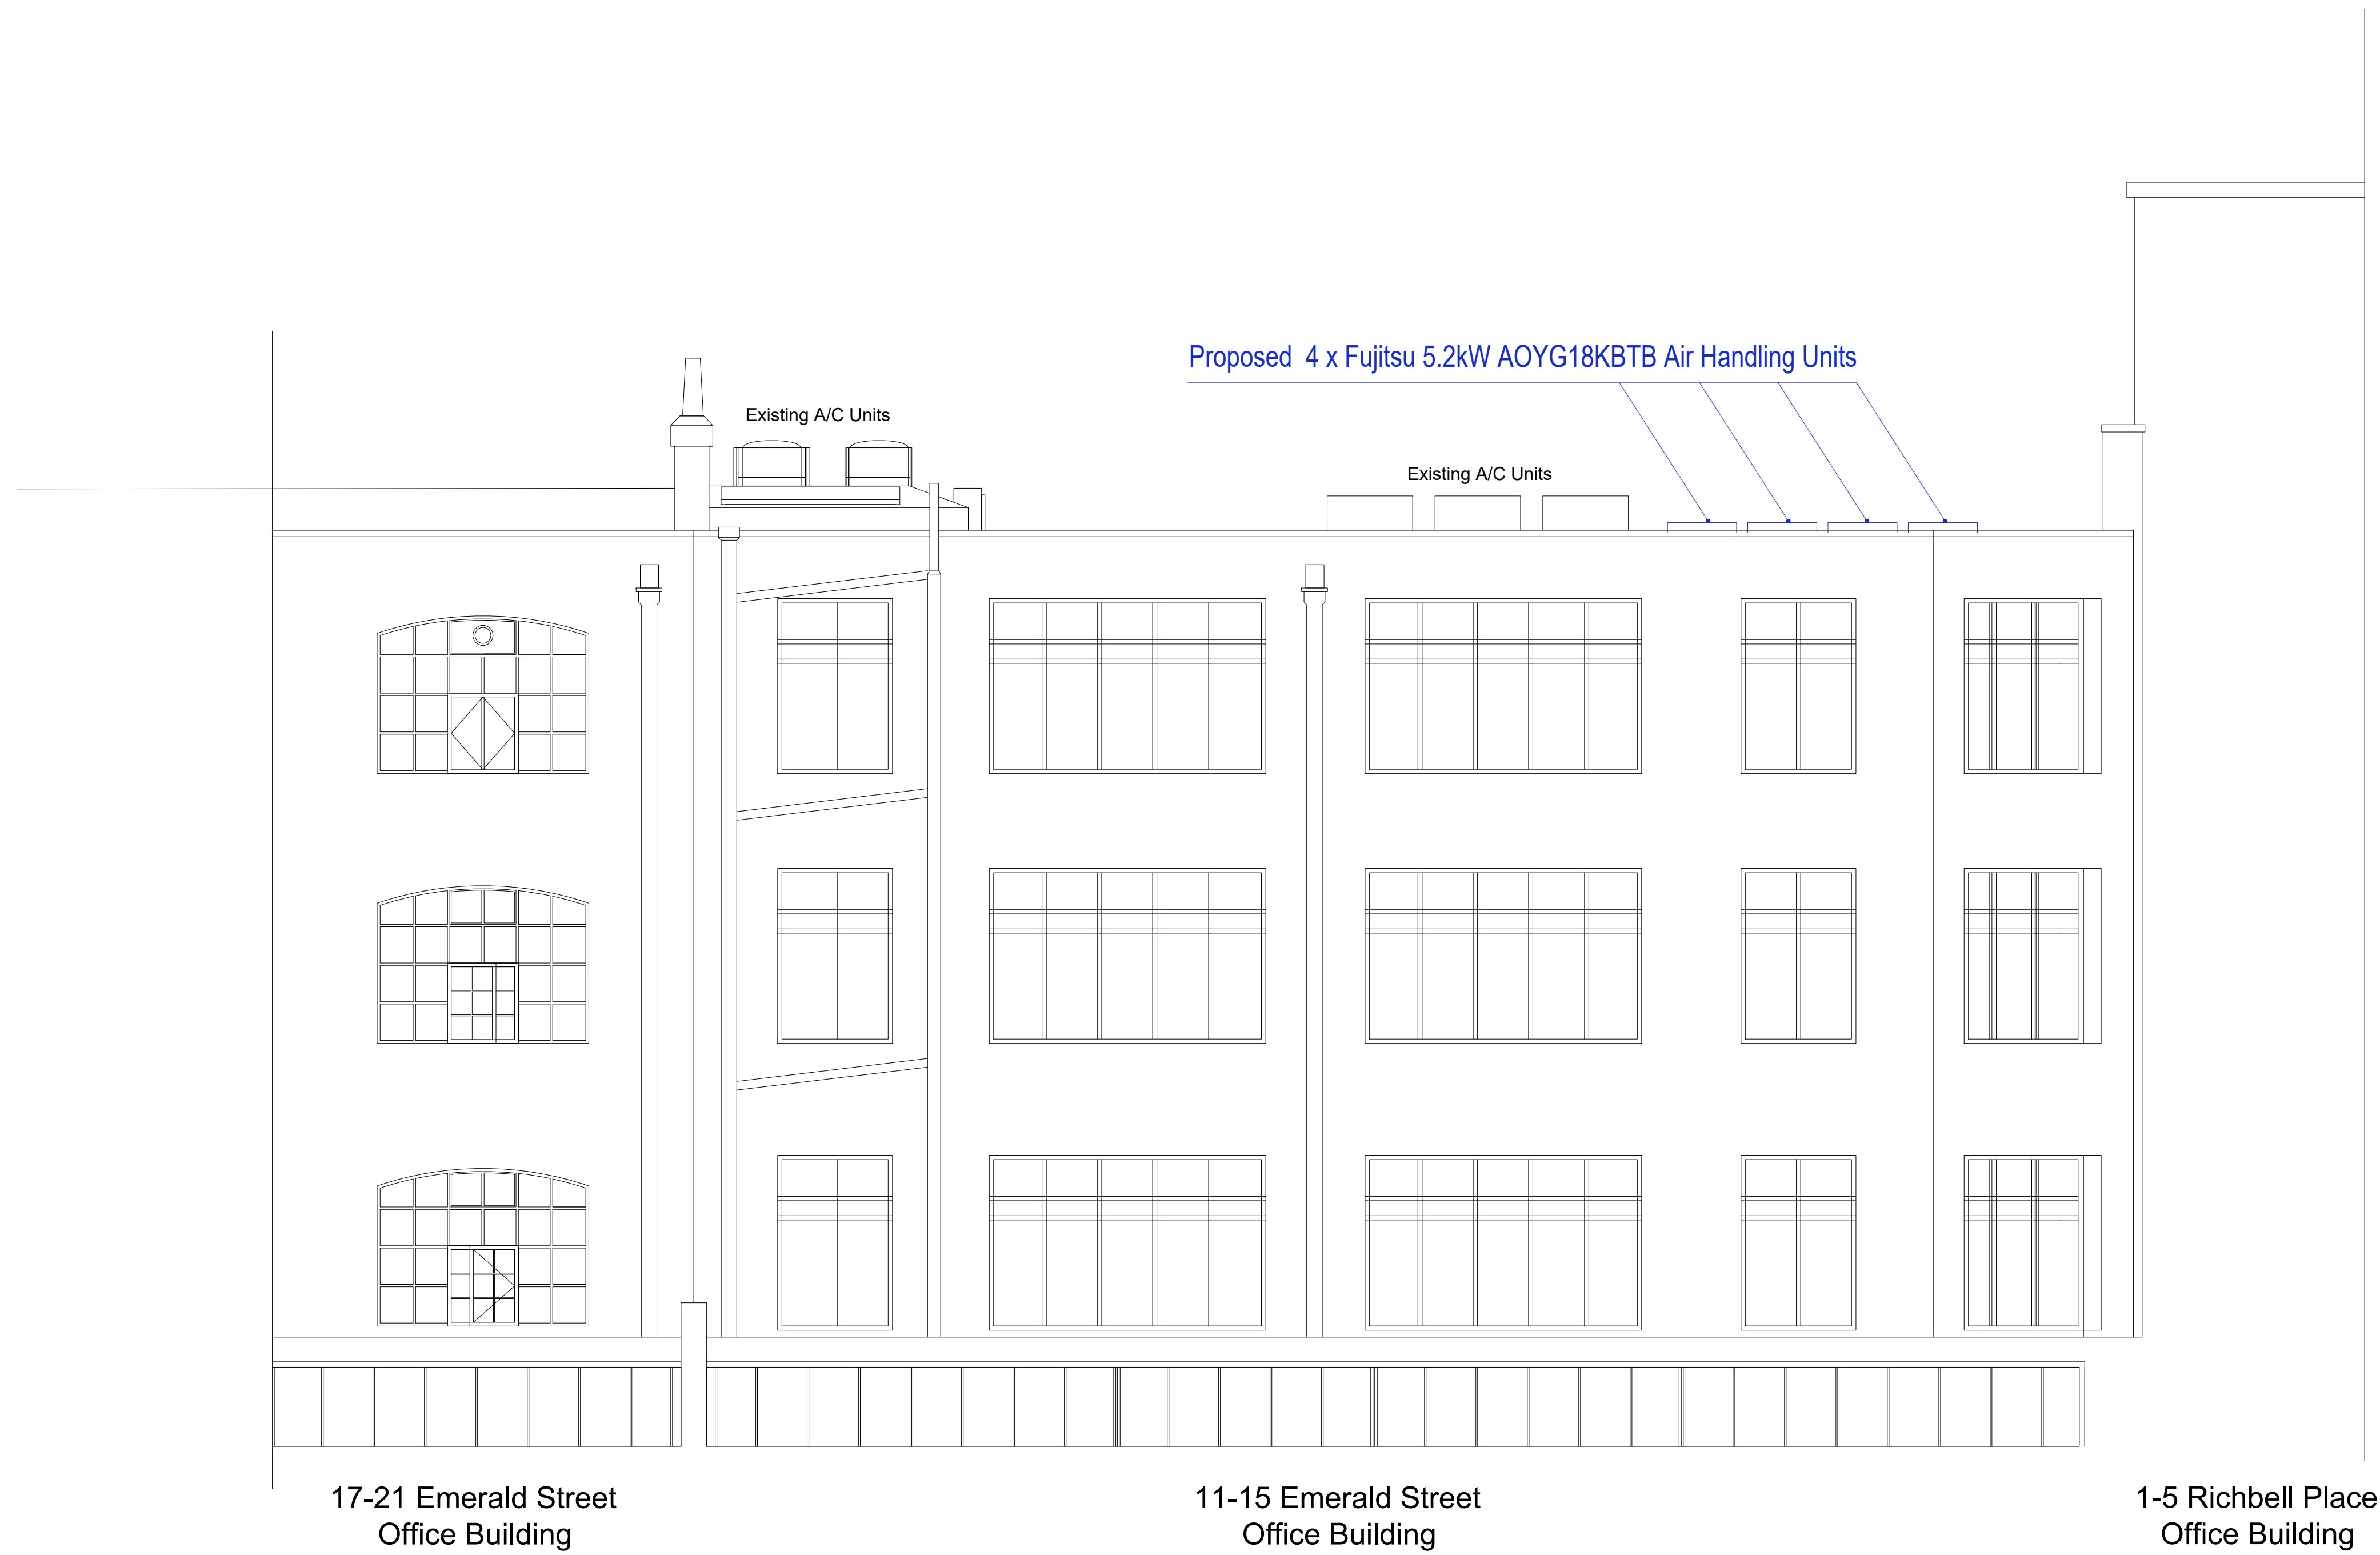 Proposed  4 x Fujitsu 5.2kW AOYG18KBTB Air Handling Units
Existing A/C Units
Existing A/C Units
17-21 Emerald Street
Office Building
11-15 Emerald Street
Office Building
1-5 Richbell Place
Office Building